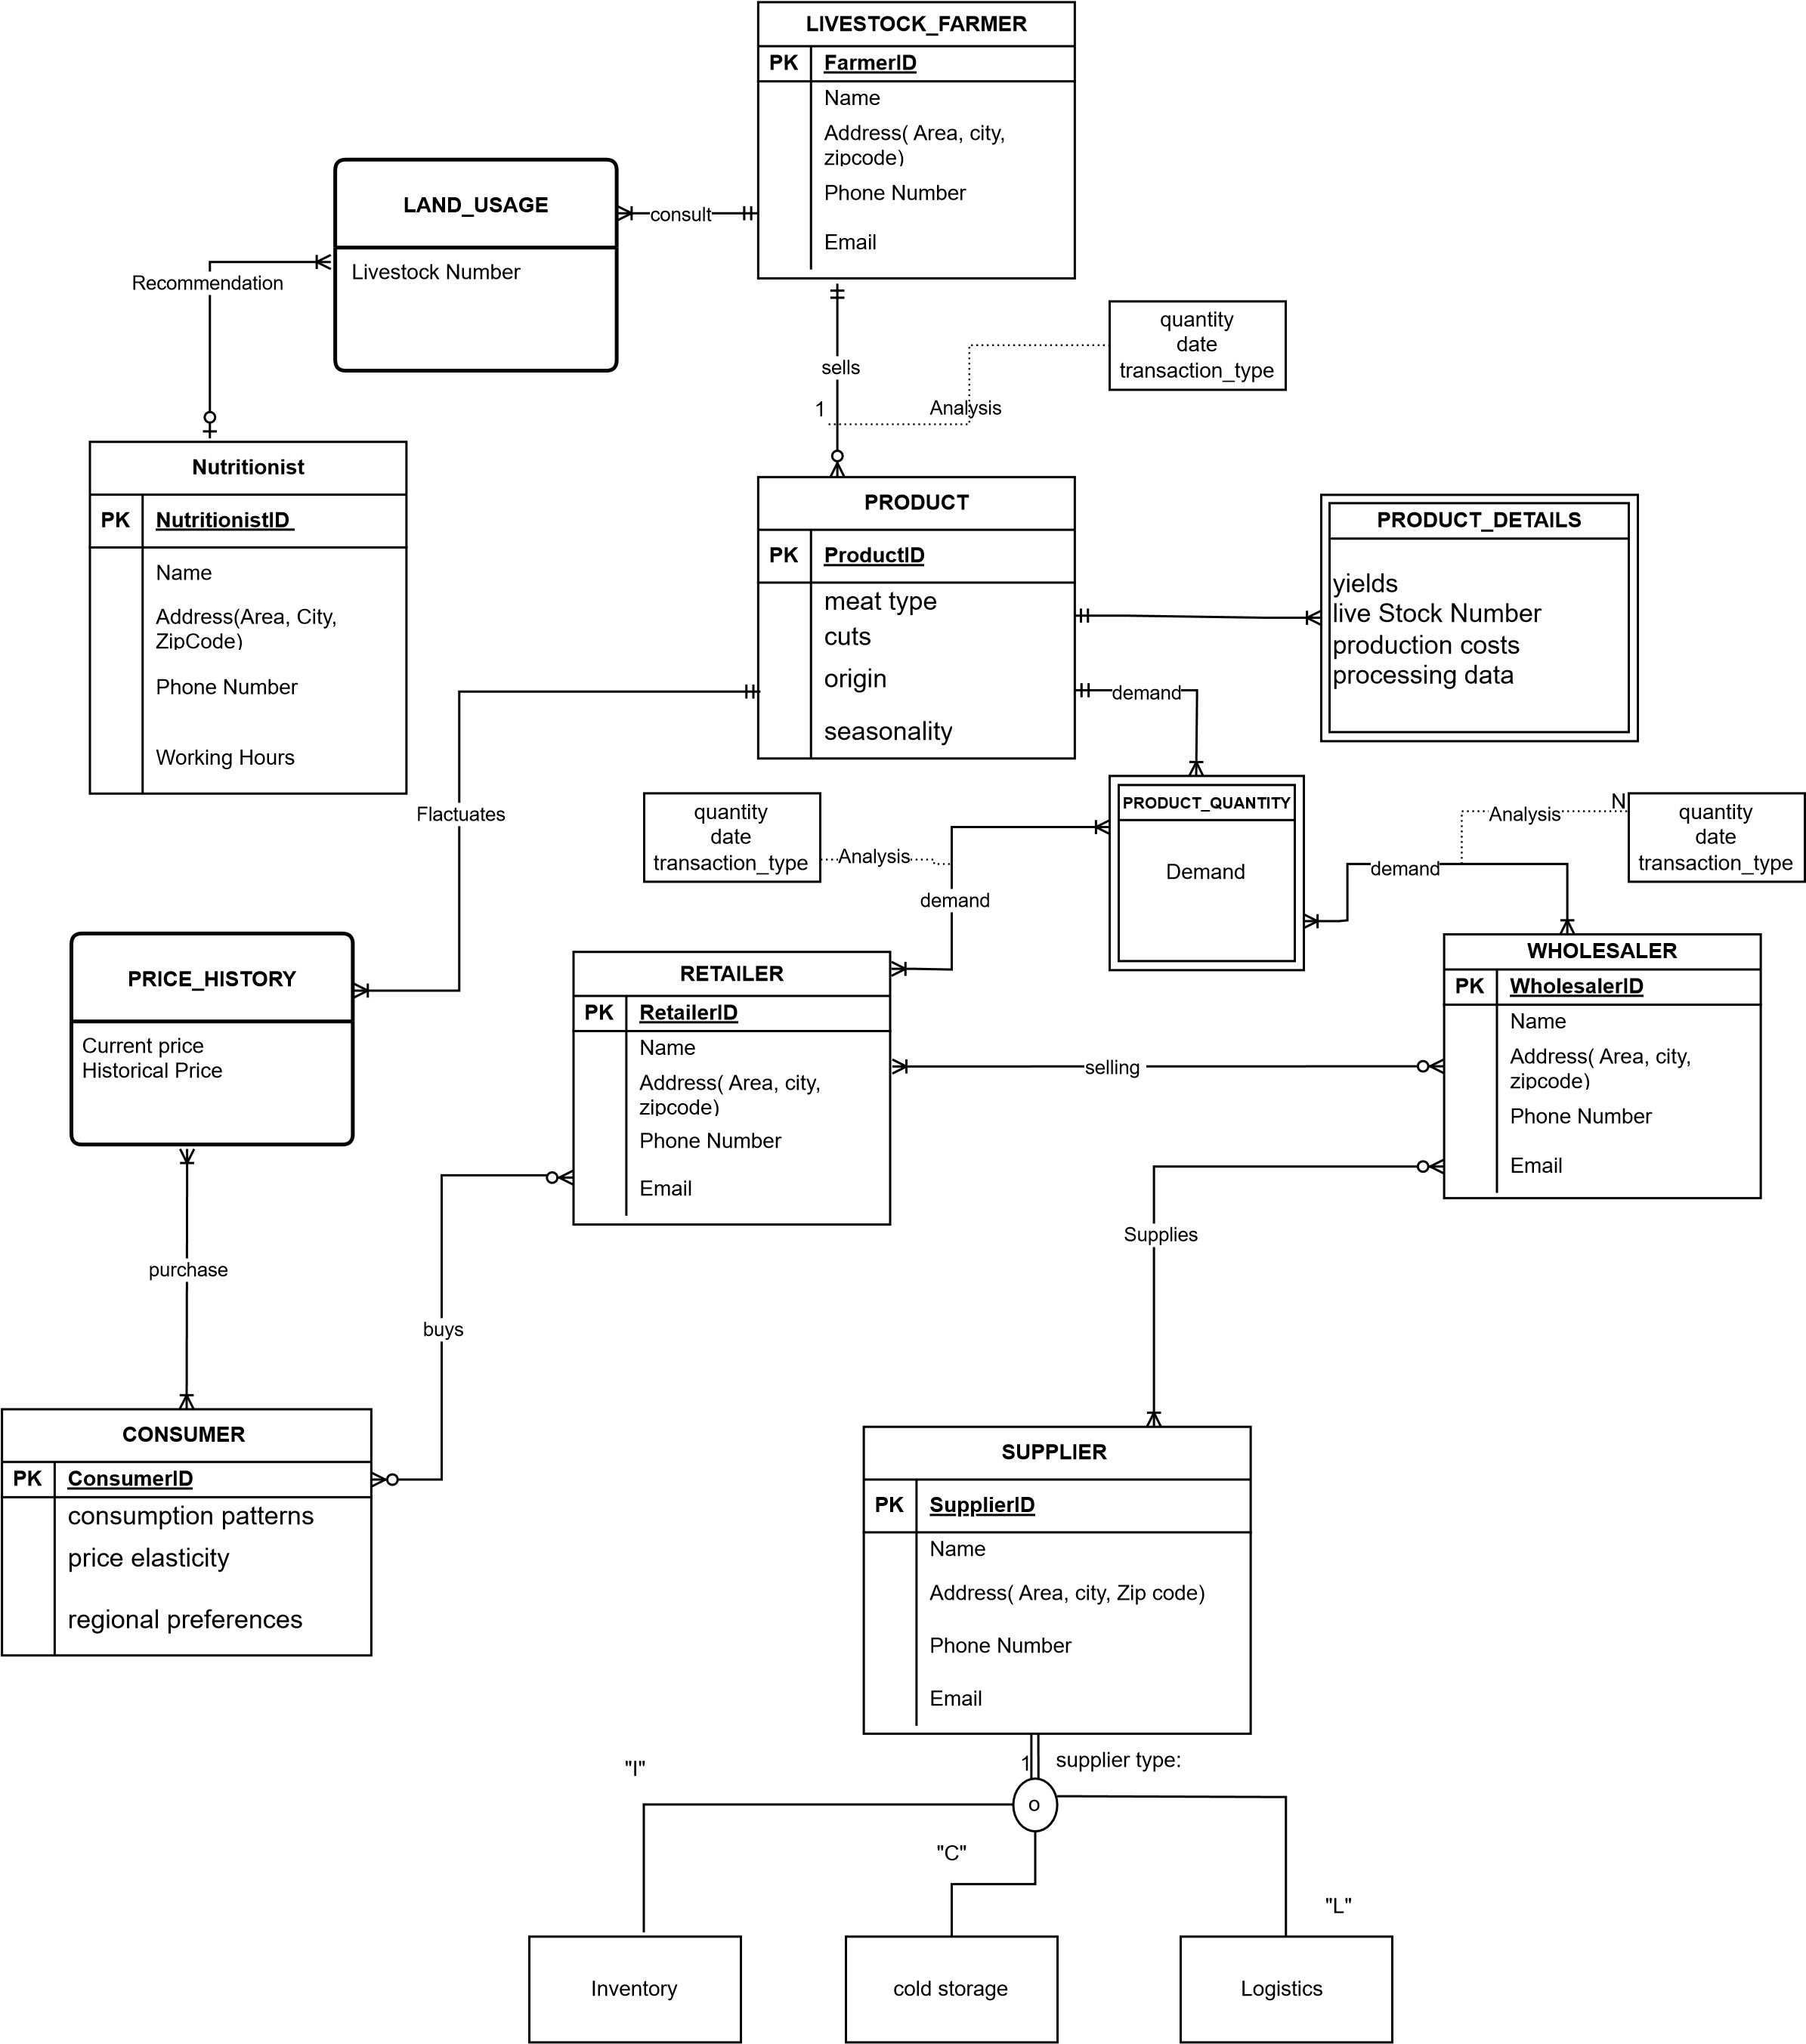 LIVESTOCK_FARMER
PK FarmerID
Name
Address( Area, city,
zipcode)
Phone Number
Email
LAND_USAGE
Livestock Number
consult
Recommendation
quantity
date
transaction_type
sells
1
Analysis
Nutritionist
PK NutritionistID
Name
Address(Area, City,
ZipCode)
Phone Number
Working Hours
PRODUCT
PK ProductID
meat type
cuts
origin
seasonality
PRODUCT_DETAILS
yields
live Stock Number
production costs
processing data
demand
Flactuates
quantity
date
transaction_type
Analysis
demand
PRODUCT_QUANTITY
Demand
demand
Analysis
N
quantity
date
transaction_type
PRICE_HISTORY
Current price
Historical Price
RETAILER
PK RetailerID
Name
Address( Area, city,
zipcode)
Phone Number
Email
selling
WHOLESALER
PK WholesalerID
Name
Address( Area, city,
zipcode)
Phone Number
Email
Supplies
purchase
buys
CONSUMER
PK ConsumerID
consumption patterns
price elasticity
regional preferences
SUPPLIER
PK SupplierID
Name
Address( Area, city, Zip code)
Phone Number
Email
1
supplier type:
o
"I"
"C"
"L"
Inventory
cold storage
Logistics